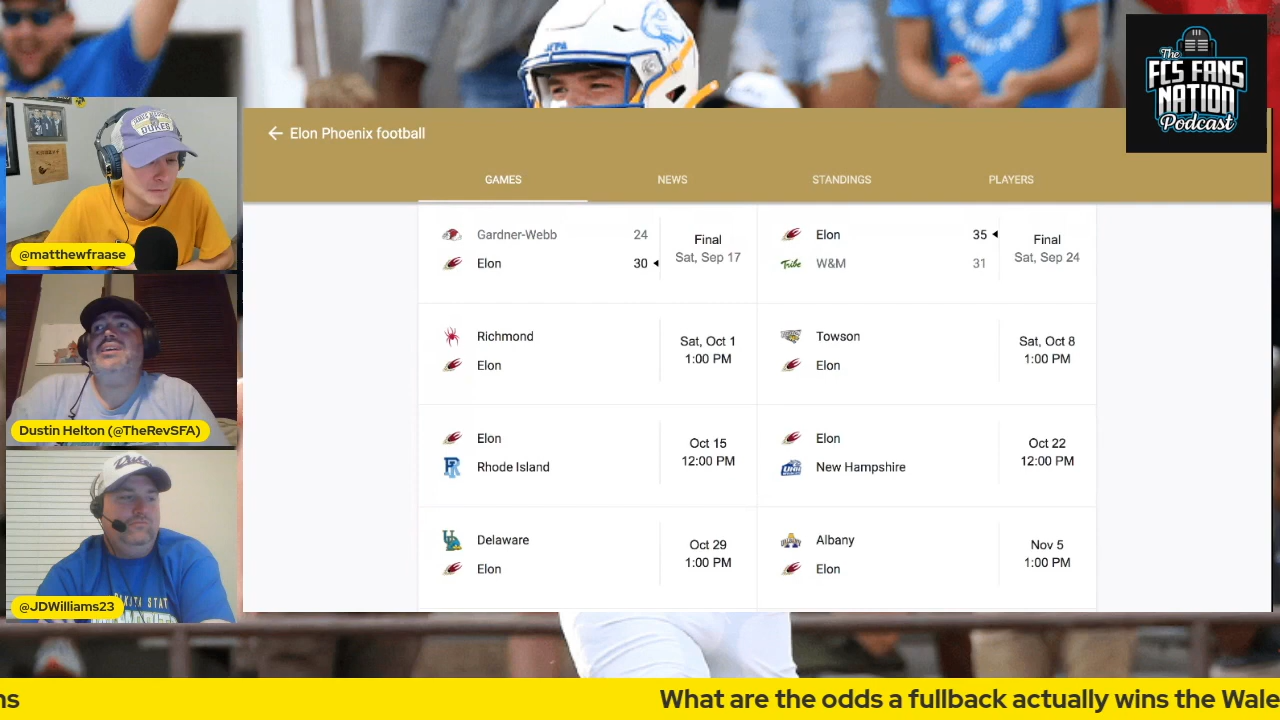 The
FCS FANS
NATION
Podcast
Elon Phoenix football
GAMES
NEWS
STANDINGS
PLAYERS
Gardner-Webb 24
Elon 30
Final
Sat, Sep 17
Elon 35
W&M 31
Final
Sat, Sep 24
Richmond
Elon
Sat, Oct 1
1:00 PM
Towson
Elon
Sat, Oct 8
1:00 PM
Elon
Rhode Island
Oct 15
12:00 PM
Elon
New Hampshire
Oct 22
12:00 PM
Delaware
Elon
Oct 29
1:00 PM
Albany
Elon
Nov 5
1:00 PM
Tribe
DUKES
@matthewfraase
Dustin Helton (@TheRevSFA)
@JDWilliams23
ns
What are the odds a fullback actually wins the Wale